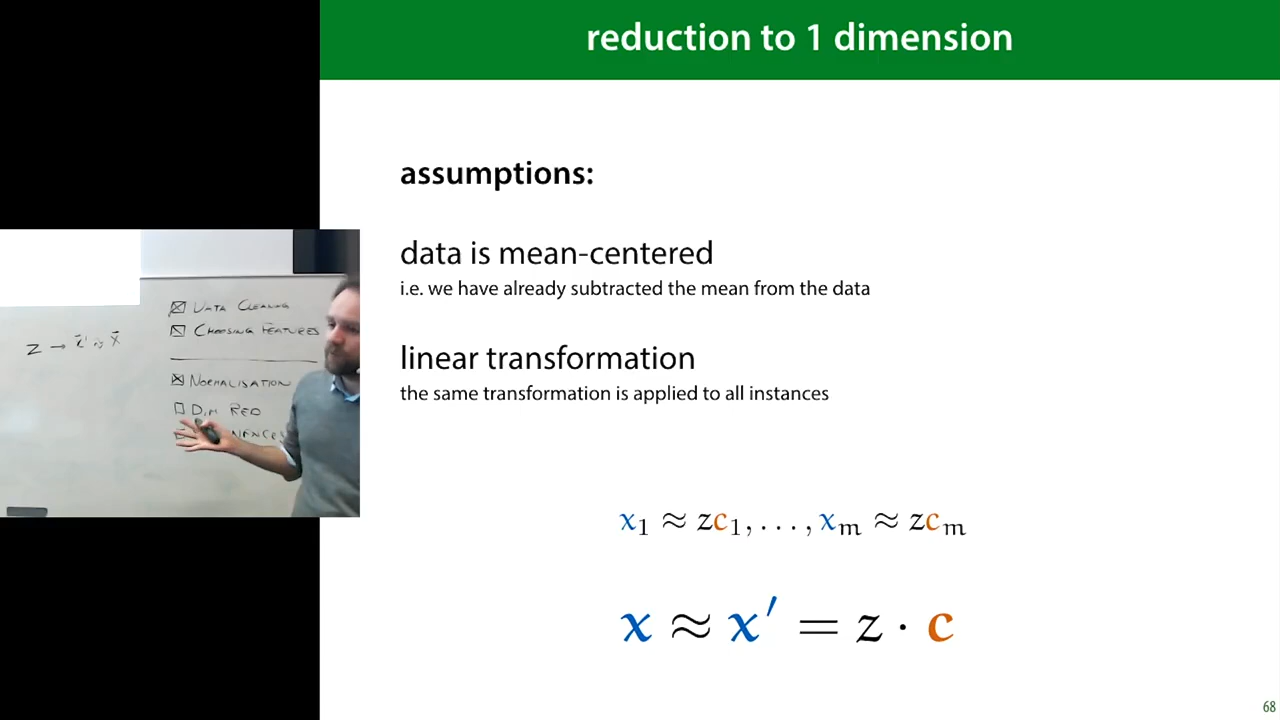 reduction to 1 dimension
assumptions:
data is mean-centered
i.e. we have already subtracted the mean from the data
linear transformation
the same transformation is applied to all instances
x₁ ≈ zc₁, . . . , xₘ ≈ zcₘ
x ≈ x′ = z · c
68
☒ DATA CLEANING
☒ CHOOSING FEATURES
☒ NORMALISATION
☐ DIM RED
z →